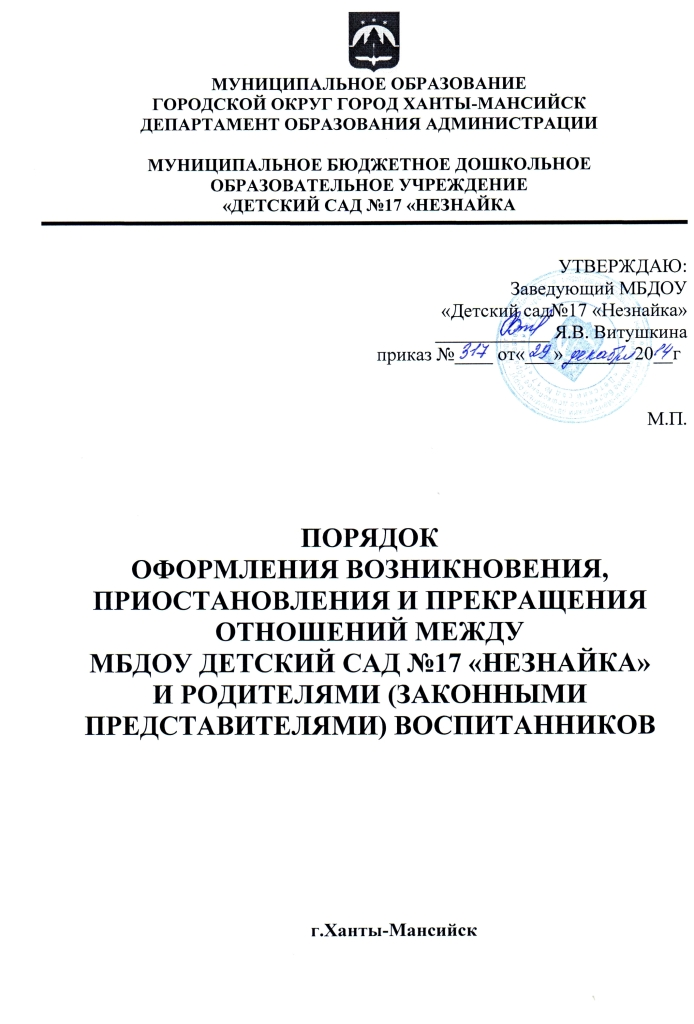 МУНИЦИПАЛЬНОЕ ОБРАЗОВАНИЕ
ГОРОДСКОЙ ОКРУГ ГОРОД ХАНТЫ-МАНСИЙСК
ДЕПАРТАМЕНТ ОБРАЗОВАНИЯ АДМИНИСТРАЦИИ
МУНИЦИПАЛЬНОЕ БЮДЖЕТНОЕ ДОШКОЛЬНОЕ
ОБРАЗОВАТЕЛЬНОЕ УЧРЕЖДЕНИЕ
«ДЕТСКИЙ САД №17 «НЕЗНАЙКА
УТВЕРЖДАЮ:
Заведующий МБДОУ
«Детский сад№17 «Незнайка»
____________ Я.В. Витушкина
приказ № 317 от« 29 » декабря 2014 г
М.П.
ПОРЯДОК
ОФОРМЛЕНИЯ ВОЗНИКНОВЕНИЯ,
ПРИОСТАНОВЛЕНИЯ И ПРЕКРАЩЕНИЯ
ОТНОШЕНИЙ МЕЖДУ
МБДОУ ДЕТСКИЙ САД №17 «НЕЗНАЙКА»
И РОДИТЕЛЯМИ (ЗАКОННЫМИ
ПРЕДСТАВИТЕЛЯМИ) ВОСПИТАННИКОВ
г.Ханты-Мансийск